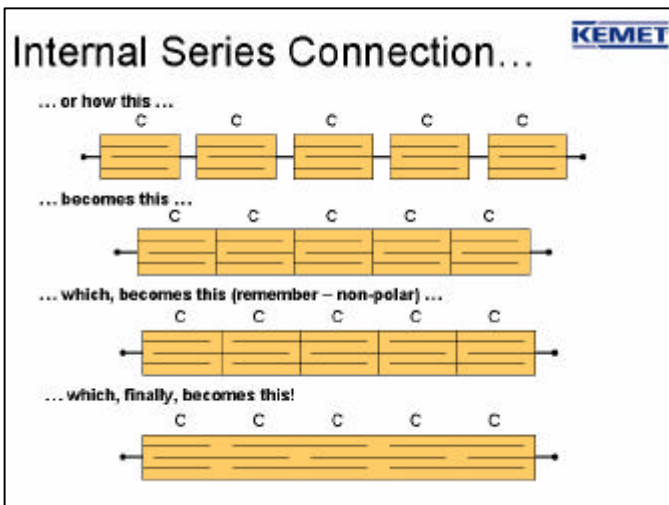 Internal Series Connection...
KEMET
... or how this ...
C C C C C
... becomes this ...
C C C C C
... which, becomes this (remember – non-polar) ...
C C C C C
... which, finally, becomes this!
C C C C C